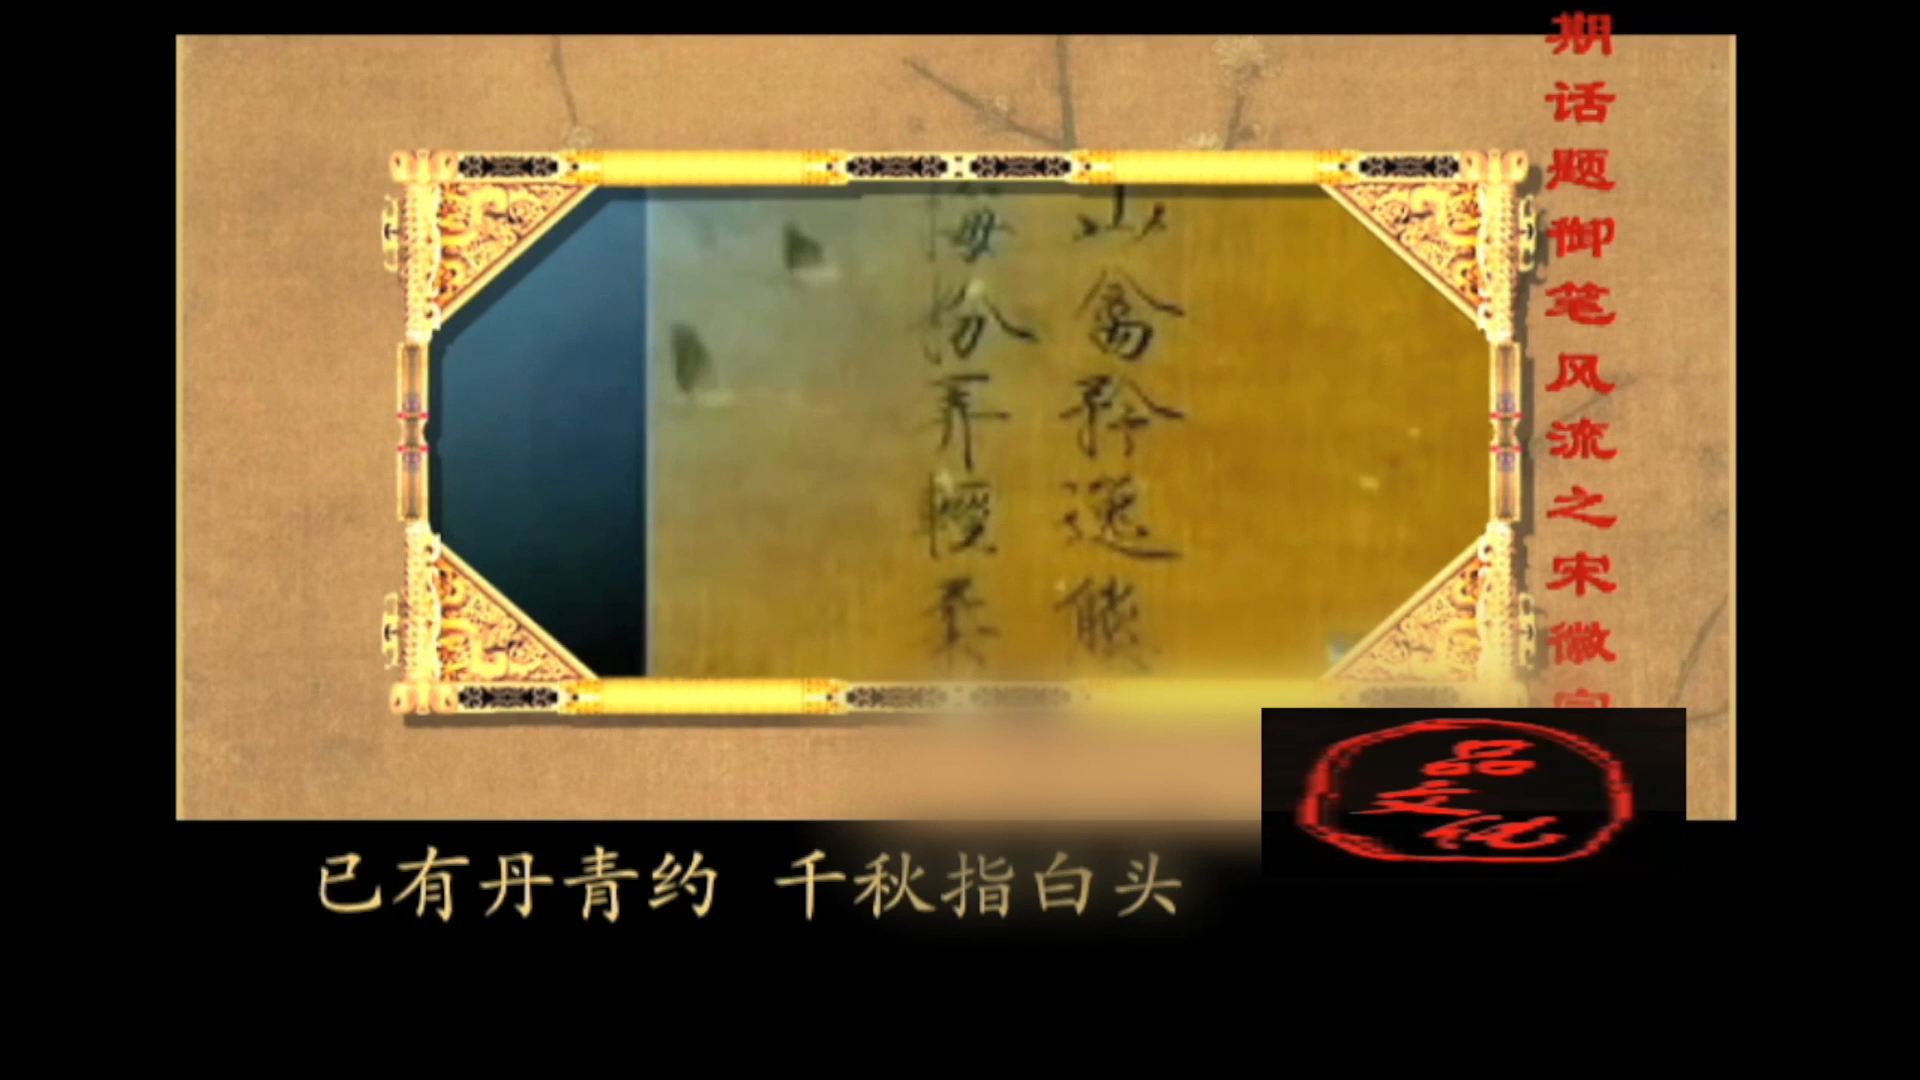 期话题御笔风流之宋徽宗
山禽矜逸態
梅粉弄輕柔
已有丹青约 千秋指白头
品文化